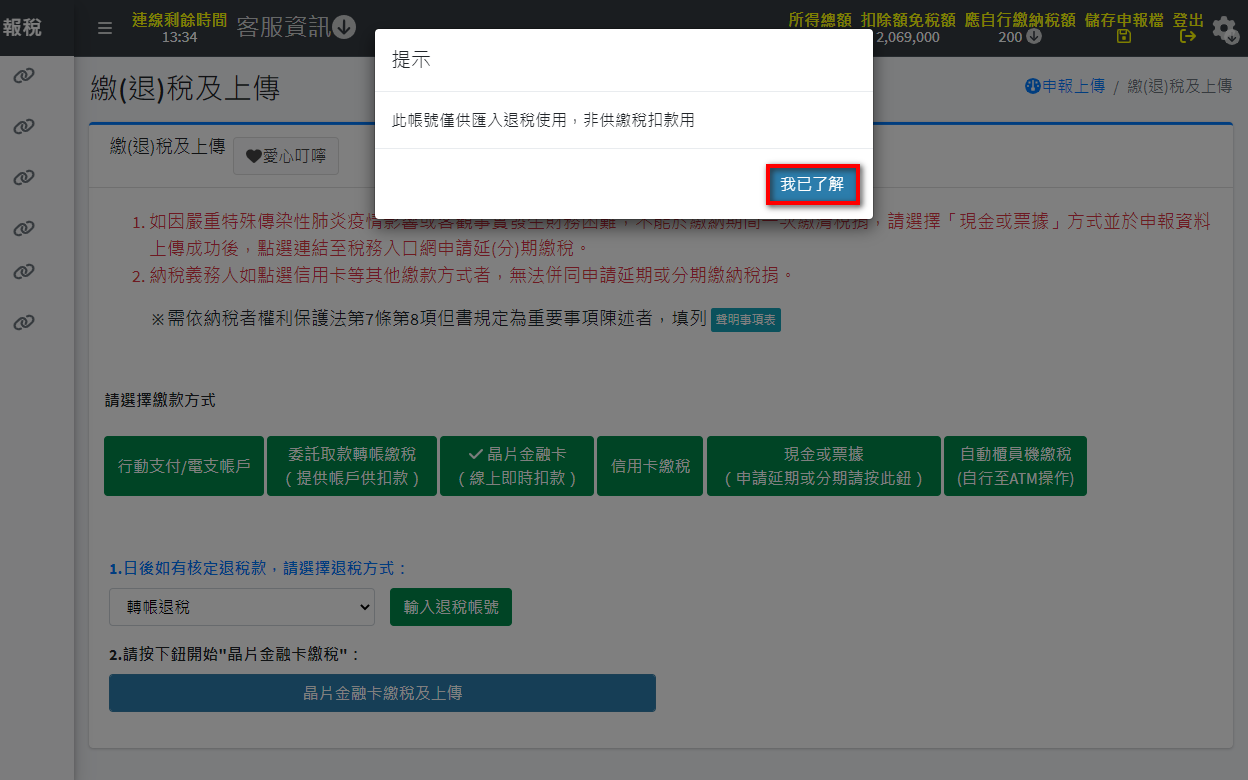 報稅
連線剩餘時間
13:34
客服資訊
所得總額 扣除額免稅額 應自行繳納稅額 儲存申報檔 登出
2,069,000
200
提示
此帳號僅供匯入退稅使用，非供繳稅扣款用
我已了解
繳(退)稅及上傳
申報上傳 / 繳(退)稅及上傳
繳(退)稅及上傳
愛心叮嚀
1. 如因嚴重特殊傳染性肺炎疫情影響或客觀事實發生財務困難，不能於繳納期間一次繳清稅捐，請選擇「現金或票據」方式並於申報資料
上傳成功後，點選連結至稅務入口網申請延(分)期繳稅。
2. 納稅義務人如點選信用卡等其他繳款方式者，無法併同申請延期或分期繳納稅捐。
※需依納稅者權利保護法第7條第8項但書規定為重要事項陳述者，填列 聲明事項表
請選擇繳款方式
行動支付/電支帳戶
委託取款轉帳繳稅
（提供帳戶供扣款）
晶片金融卡
（線上即時扣款）
信用卡繳稅
現金或票據
（申請延期或分期請按此鈕）
自動櫃員機繳稅
(自行至ATM操作)
1.日後如有核定退稅款，請選擇退稅方式：
轉帳退稅
輸入退稅帳號
2.請按下鈕開始"晶片金融卡繳稅"：
晶片金融卡繳稅及上傳